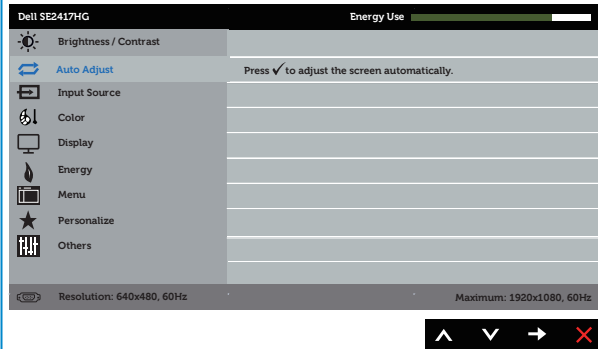 Dell SE2417HG Energy Use
Brightness / Contrast
Auto Adjust Press ✓ to adjust the screen automatically.
Input Source
Color
Display
Energy
Menu
Personalize
Others
Resolution: 640x480, 60Hz Maximum: 1920x1080, 60Hz